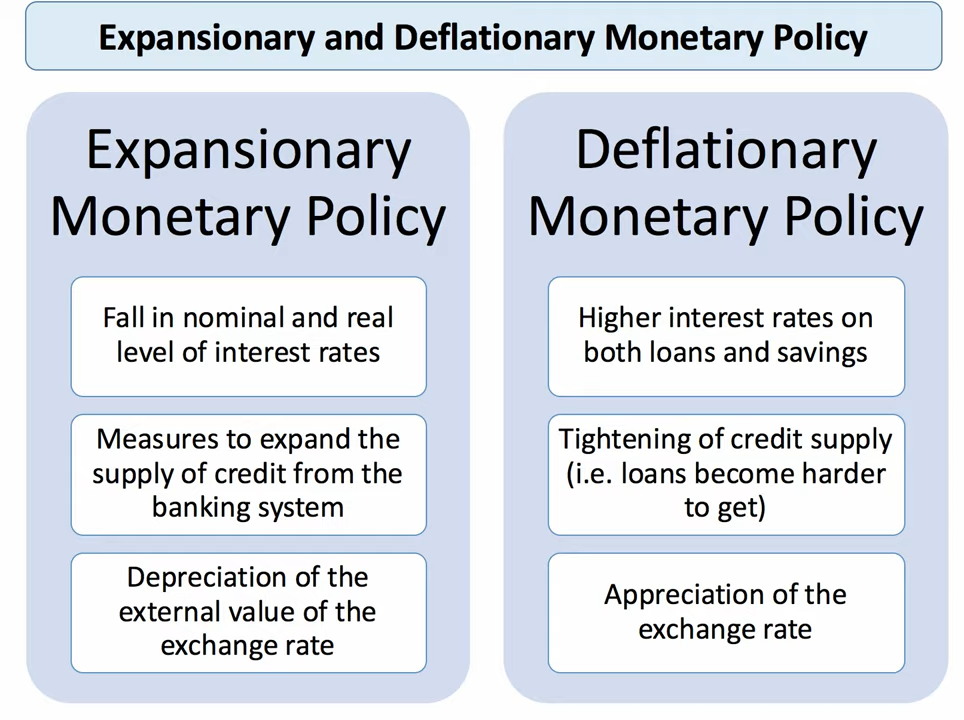 Expansionary and Deflationary Monetary Policy
Expansionary
Monetary Policy
Fall in nominal and real
level of interest rates
Measures to expand the
supply of credit from the
banking system
Depreciation of the
external value of the
exchange rate
Deflationary
Monetary Policy
Higher interest rates on
both loans and savings
Tightening of credit supply
(i.e. loans become harder
to get)
Appreciation of the
exchange rate